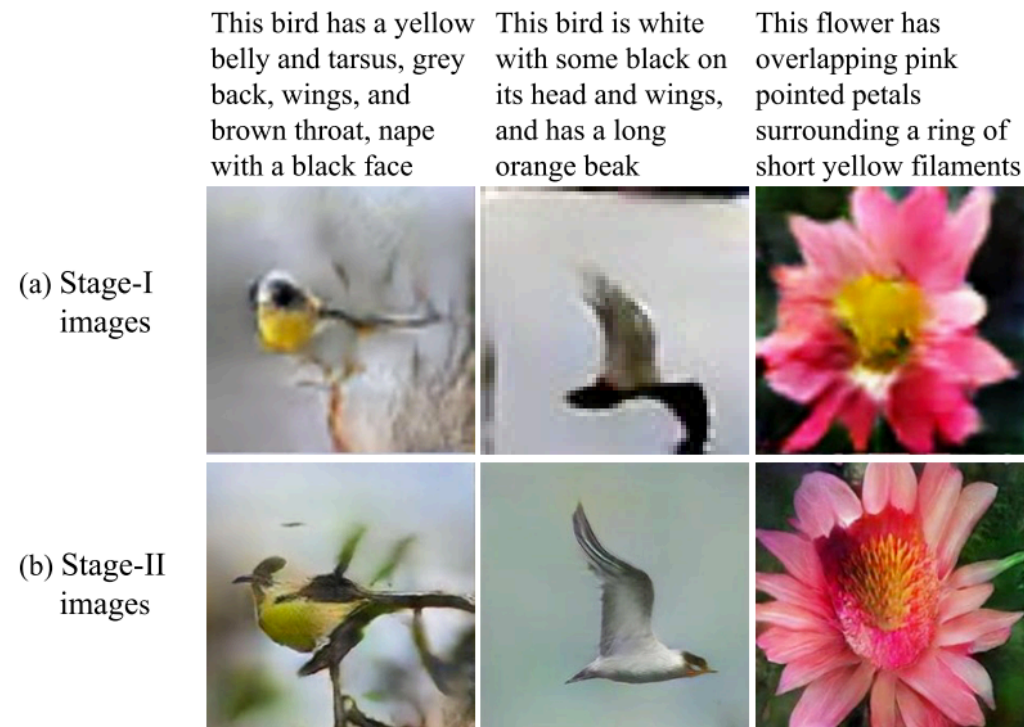 This bird has a yellow
belly and tarsus, grey
back, wings, and
brown throat, nape
with a black face
This bird is white
with some black on
its head and wings,
and has a long
orange beak
This flower has
overlapping pink
pointed petals
surrounding a ring of
short yellow filaments
(a) Stage-I
images
(b) Stage-II
images